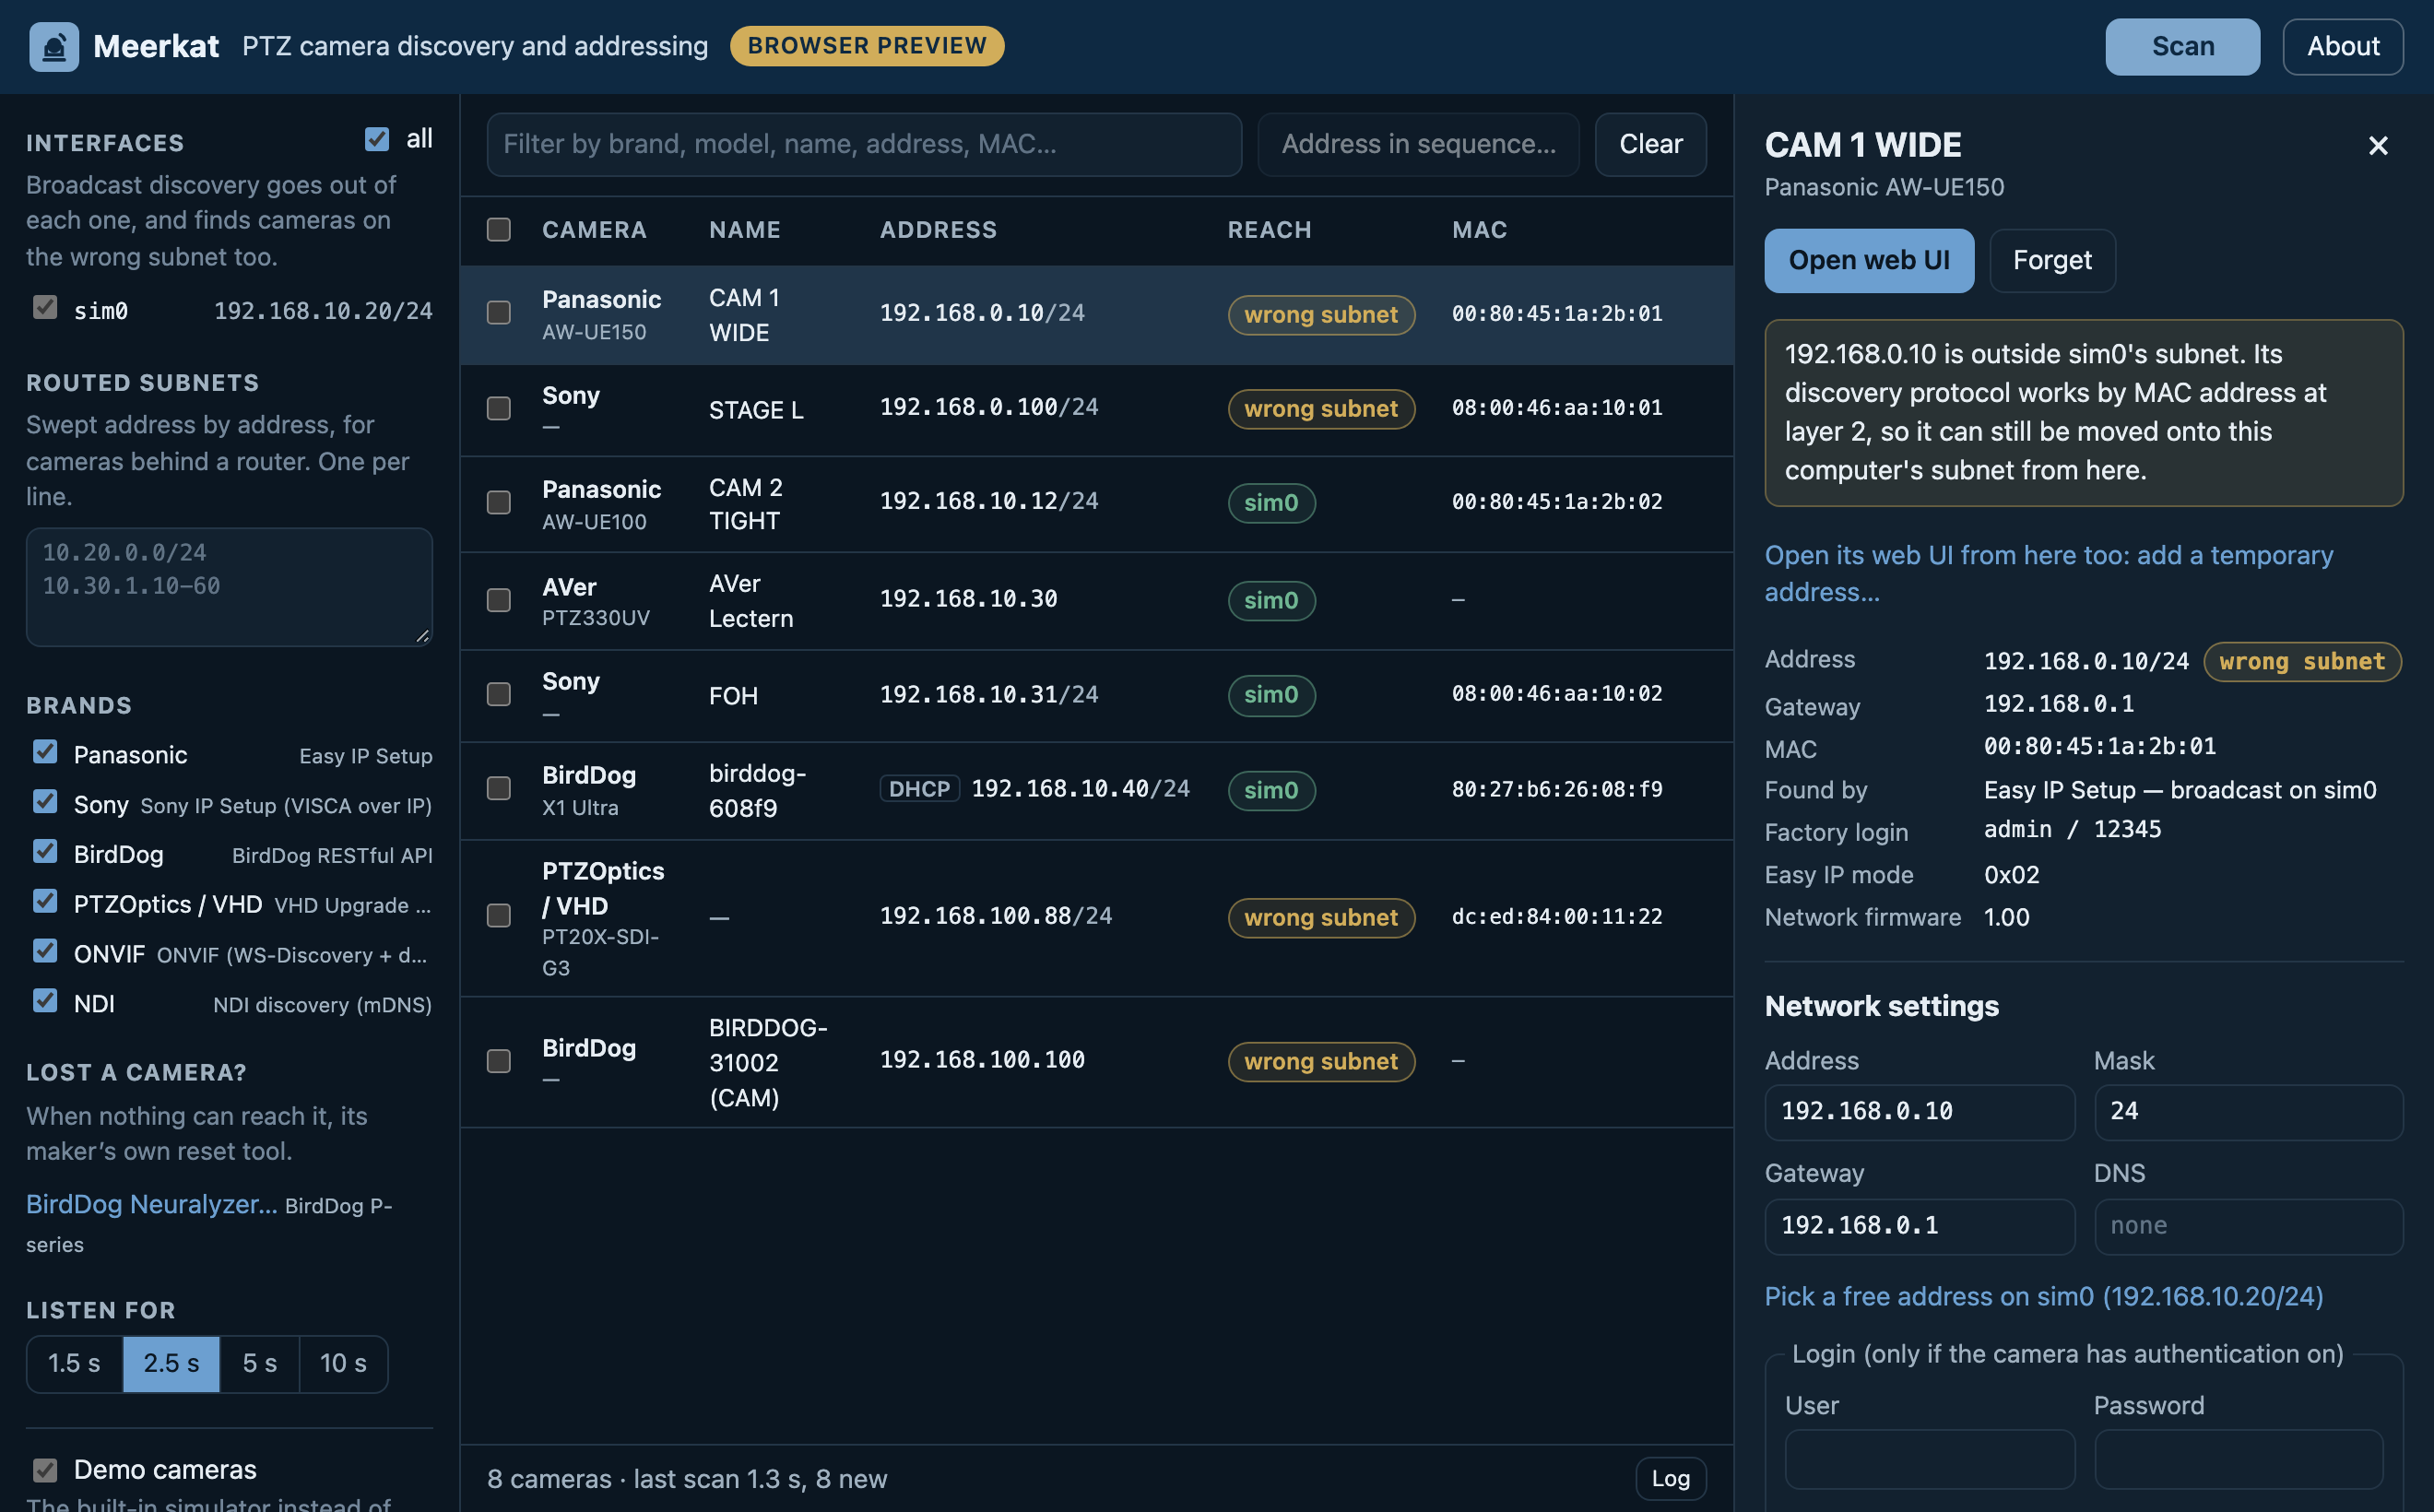 Meerkat PTZ camera discovery and addressing BROWSER PREVIEW Scan About
INTERFACES all
Broadcast discovery goes out of
each one, and finds cameras on
the wrong subnet too.
sim0 192.168.10.20/24
ROUTED SUBNETS
Swept address by address, for
cameras behind a router. One per
line.
10.20.0.0/24
10.30.1.10–60
BRANDS
Panasonic Easy IP Setup
Sony Sony IP Setup (VISCA over IP)
BirdDog BirdDog RESTful API
PTZOptics / VHD VHD Upgrade ...
ONVIF ONVIF (WS-Discovery + d...
NDI NDI discovery (mDNS)
LOST A CAMERA?
When nothing can reach it, its
maker’s own reset tool.
BirdDog Neuralyzer... BirdDog P-
series
LISTEN FOR
1.5 s 2.5 s 5 s 10 s
Demo cameras
The built-in simulator instead of
Filter by brand, model, name, address, MAC... Address in sequence... Clear
CAMERA NAME ADDRESS REACH MAC
Panasonic
AW-UE150
CAM 1
WIDE
192.168.0.10/24 wrong subnet 00:80:45:1a:2b:01
Sony
—
STAGE L
192.168.0.100/24 wrong subnet 08:00:46:aa:10:01
Panasonic
AW-UE100
CAM 2
TIGHT
192.168.10.12/24 sim0 00:80:45:1a:2b:02
AVer
PTZ330UV
AVer
Lectern
192.168.10.30 sim0 —
Sony
—
FOH
192.168.10.31/24 sim0 08:00:46:aa:10:02
BirdDog
X1 Ultra
birddog-
608f9
DHCP 192.168.10.40/24 sim0 80:27:b6:26:08:f9
PTZOptics
/ VHD
PT20X-SDI-
G3
—
192.168.100.88/24 wrong subnet dc:ed:84:00:11:22
BirdDog
—
BIRDDOG-
31002
(CAM)
192.168.100.100 wrong subnet —
8 cameras · last scan 1.3 s, 8 new Log
CAM 1 WIDE ×
Panasonic AW-UE150
Open web UI Forget
192.168.0.10 is outside sim0's subnet. Its
discovery protocol works by MAC address at
layer 2, so it can still be moved onto this
computer's subnet from here.
Open its web UI from here too: add a temporary
address...
Address 192.168.0.10/24 wrong subnet
Gateway 192.168.0.1
MAC 00:80:45:1a:2b:01
Found by Easy IP Setup — broadcast on sim0
Factory login admin / 12345
Easy IP mode 0x02
Network firmware 1.00
Network settings
Address Mask
192.168.0.10 24
Gateway DNS
192.168.0.1 none
Pick a free address on sim0 (192.168.10.20/24)
Login (only if the camera has authentication on)
User Password